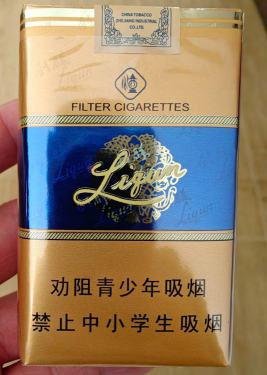 CHINA TOBACCO
ZHEJIANG INDUSTRIAL
CO.,LTD.
FILTER CIGARETTES
Liqun
劝阻青少年吸烟
禁止中小学生吸烟